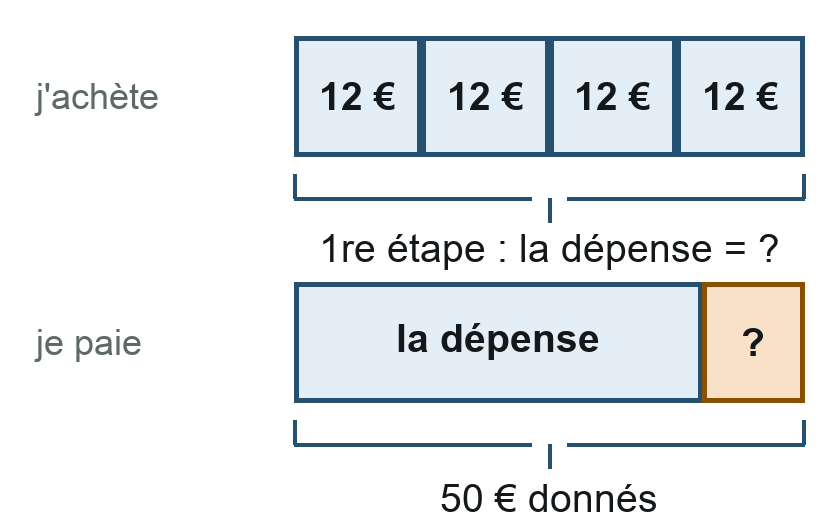 j'achète
12 € 12 € 12 € 12 €
1re étape : la dépense = ?
je paie
la dépense ?
50 € donnés